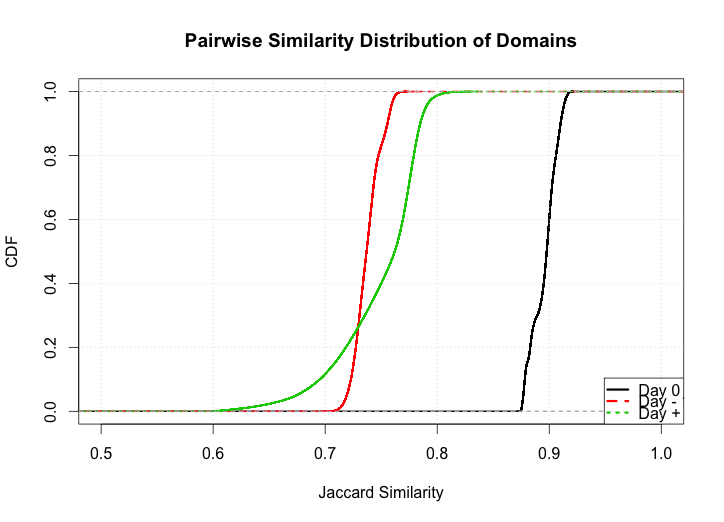 Pairwise Similarity Distribution of Domains
CDF
1.0
0.8
0.6
0.4
0.2
0.0
0.5 0.6 0.7 0.8 0.9 1.0
Jaccard Similarity
Day 0
Day -
Day +